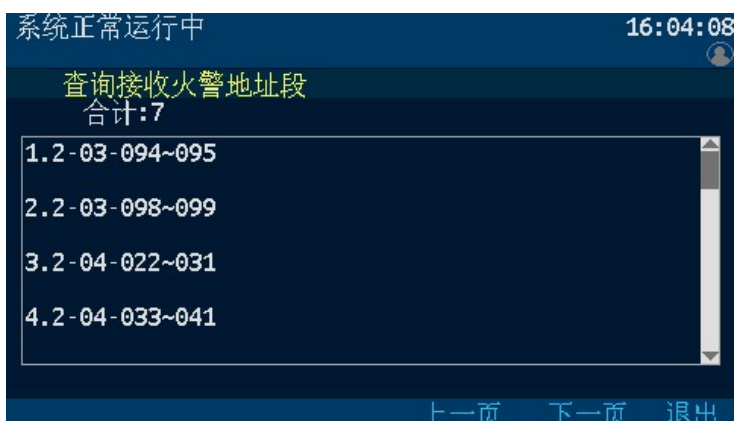 系统正常运行中 16:04:08
查询接收火警地址段
合计:7
1.2-03-094~095
2.2-03-098~099
3.2-04-022~031
4.2-04-033~041
上一页 下一页 退出